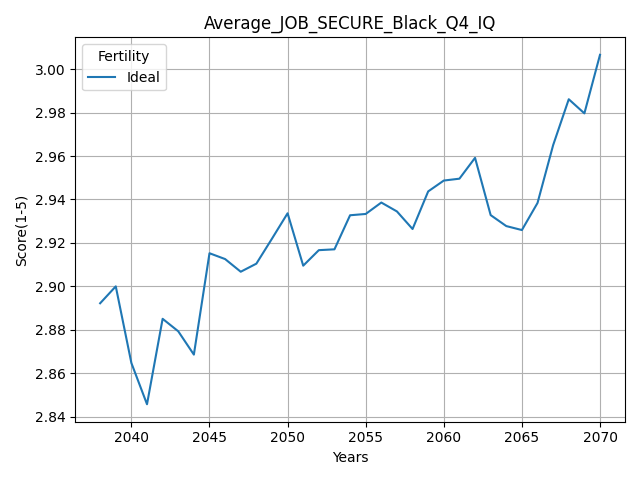 Average_JOB_SECURE_Black_Q4_IQ
Fertility
Ideal
3.00
2.98
2.96
2.94
2.92
2.90
2.88
2.86
2.84
Score(1-5)
2040 2045 2050 2055 2060 2065 2070
Years